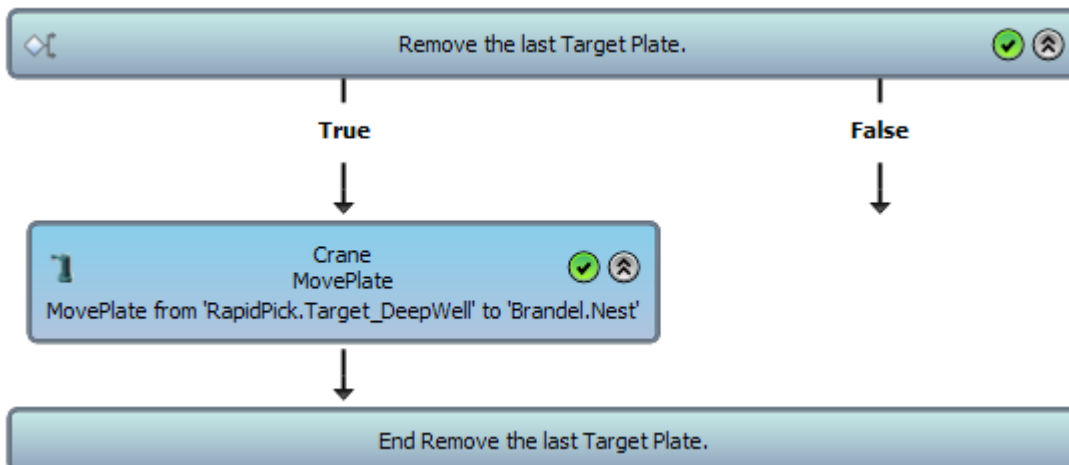 Remove the last Target Plate.
True
False
Crane
MovePlate
MovePlate from 'RapidPick.Target_DeepWell' to 'Brandel.Nest'
End Remove the last Target Plate.